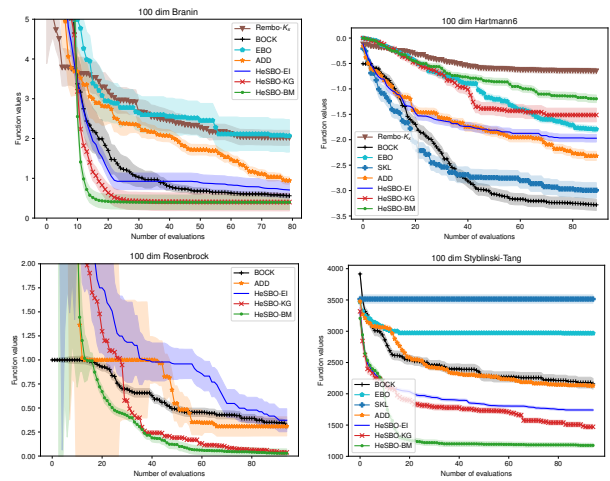 100 dim Branin
Function values
5
4
3
2
1
0
0
10
20
30
40
50
60
70
80
Number of evaluations
Rembo-Kψ
BOCK
EBO
ADD
HeSBO-EI
HeSBO-KG
HeSBO-BM
100 dim Hartmann6
Function values
0.0
−0.5
−1.0
−1.5
−2.0
−2.5
−3.0
−3.5
0
20
40
60
80
Number of evaluations
Rembo-Kψ
BOCK
EBO
SKL
ADD
HeSBO-EI
HeSBO-KG
HeSBO-BM
100 dim Rosenbrock
Function values
2.00
1.75
1.50
1.25
1.00
0.75
0.50
0.25
0.00
0
20
40
60
80
Number of evaluations
BOCK
ADD
HeSBO-EI
HeSBO-KG
HeSBO-BM
100 dim Styblinski-Tang
Function values
4000
3500
3000
2500
2000
1500
1000
0
20
40
60
80
Number of evaluations
BOCK
EBO
SKL
ADD
HeSBO-EI
HeSBO-KG
HeSBO-BM